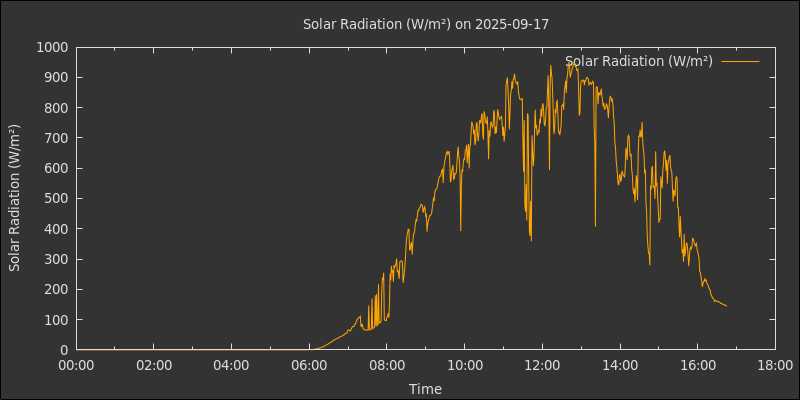 Solar Radiation (W/m²) on 2025-09-17
Solar Radiation (W/m²)
Solar Radiation (W/m²)
1000
900
800
700
600
500
400
300
200
100
0
00:00 02:00 04:00 06:00 08:00 10:00 12:00 14:00 16:00 18:00
Time